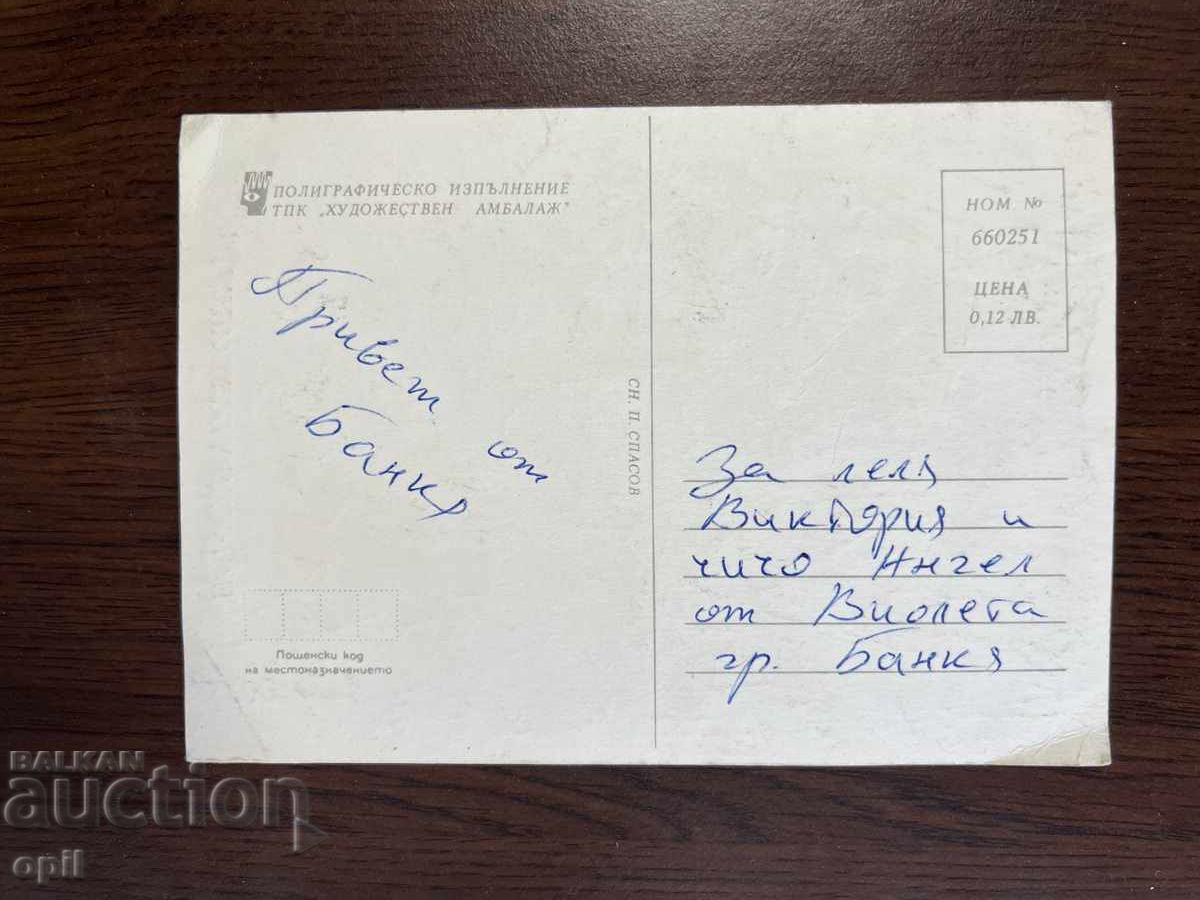 ПОЛИГРАФИЧЕСКО ИЗПЪЛНЕНИЕ
ТПК „ХУДОЖЕСТВЕН АМБАЛАЖ"
Привет от
Банкя
Пощенски код
на местоназначението
СН. П. СПАСОВ
НОМ. №
660251
ЦЕНА
0,12 ЛВ.
За леля
Виктория и
чичо Ангел
от Виолета
гр. Банкя
BALKAN
auction
opil